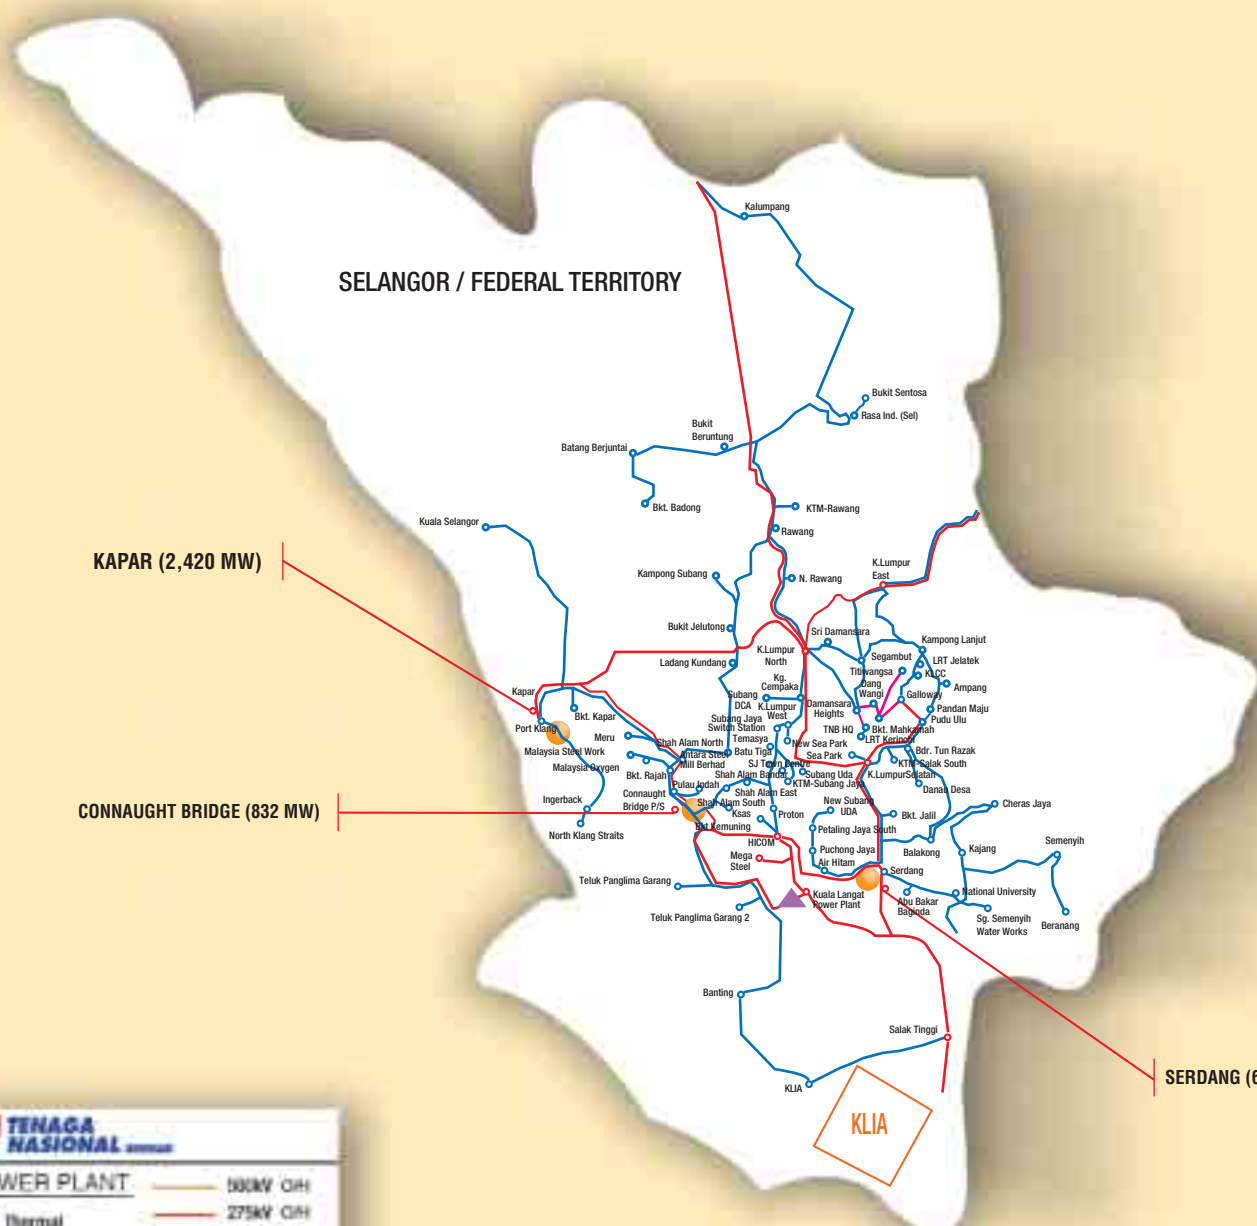 Kalumpang
SELANGOR / FEDERAL TERRITORY
Bukit Sentosa
Rasa Ind. (Sel)
Bukit
Beruntung
Batang Berjuntai
Bkt. Badong
KTM-Rawang
Kuala Selangor
Rawang
KAPAR (2,420 MW)
K.Lumpur
East
Kampong Subang
N. Rawang
Bukit Jelutong
Sri Damansara
Kampong Lanjut
K.Lumpur
North
Segambut
LRT Jelatek
Ladang Kundang
Titiwangsa
KLCC
Kg.
Cempaka
Dang
Wangi
Ampang
Kapar
Subang
DCA
Galloway
K.Lumpur
West
Damansara
Heights
Pandan Maju
Bkt. Kapar
Pudu Ulu
Port Klang
Subang Jaya
Switch Station
TNB HQ
Bkt. Mahkamah
LRT Kerinchi
Meru
Shah Alam North
Temasya
New Sea Park
Bdr. Tun Razak
Malaysia Steel Work
Antara Steel
Mill Berhad
Batu Tiga
Sea Park
KTM-Salak South
Malaysia Oxygen
SJ Town Centre
Bkt. Rajah
Shah Alam Bandar
Subang Uda
K.LumpurSelatan
Pulau Indah
KTM-Subang Jaya
Danau Desa
Connaught
Bridge P/S
Shah Alam East
Ingerback
Shah Alam South
New Subang
UDA
Cheras Jaya
CONNAUGHT BRIDGE (832 MW)
Ksas
Proton
Bkt. Jalil
Bkt Kemuning
Petaling Jaya South
North Klang Straits
HICOM
Semenyih
Mega
Steel
Puchong Jaya
Balakong
Kajang
Air Hitam
Serdang
Teluk Panglima Garang
Kuala Langat
Power Plant
National University
Abu Bakar
Baginda
Teluk Panglima Garang 2
Sg. Semenyih
Water Works
Beranang
Banting
Salak Tinggi
SERDANG (6
KLIA
KLIA
TENAGA
NASIONAL
WER PLANT
500kV O/H
275kV O/H
Thermal